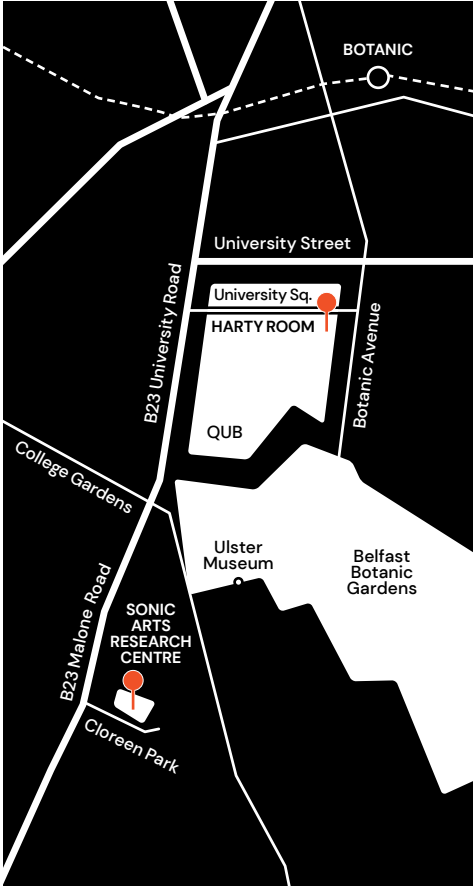 BOTANIC
University Street
University Sq.
HARTY ROOM
B23 University Road
Botanic Avenue
QUB
College Gardens
Ulster
Museum
Belfast
Botanic
Gardens
B23 Malone Road
SONIC
ARTS
RESEARCH
CENTRE
Cloreen Park